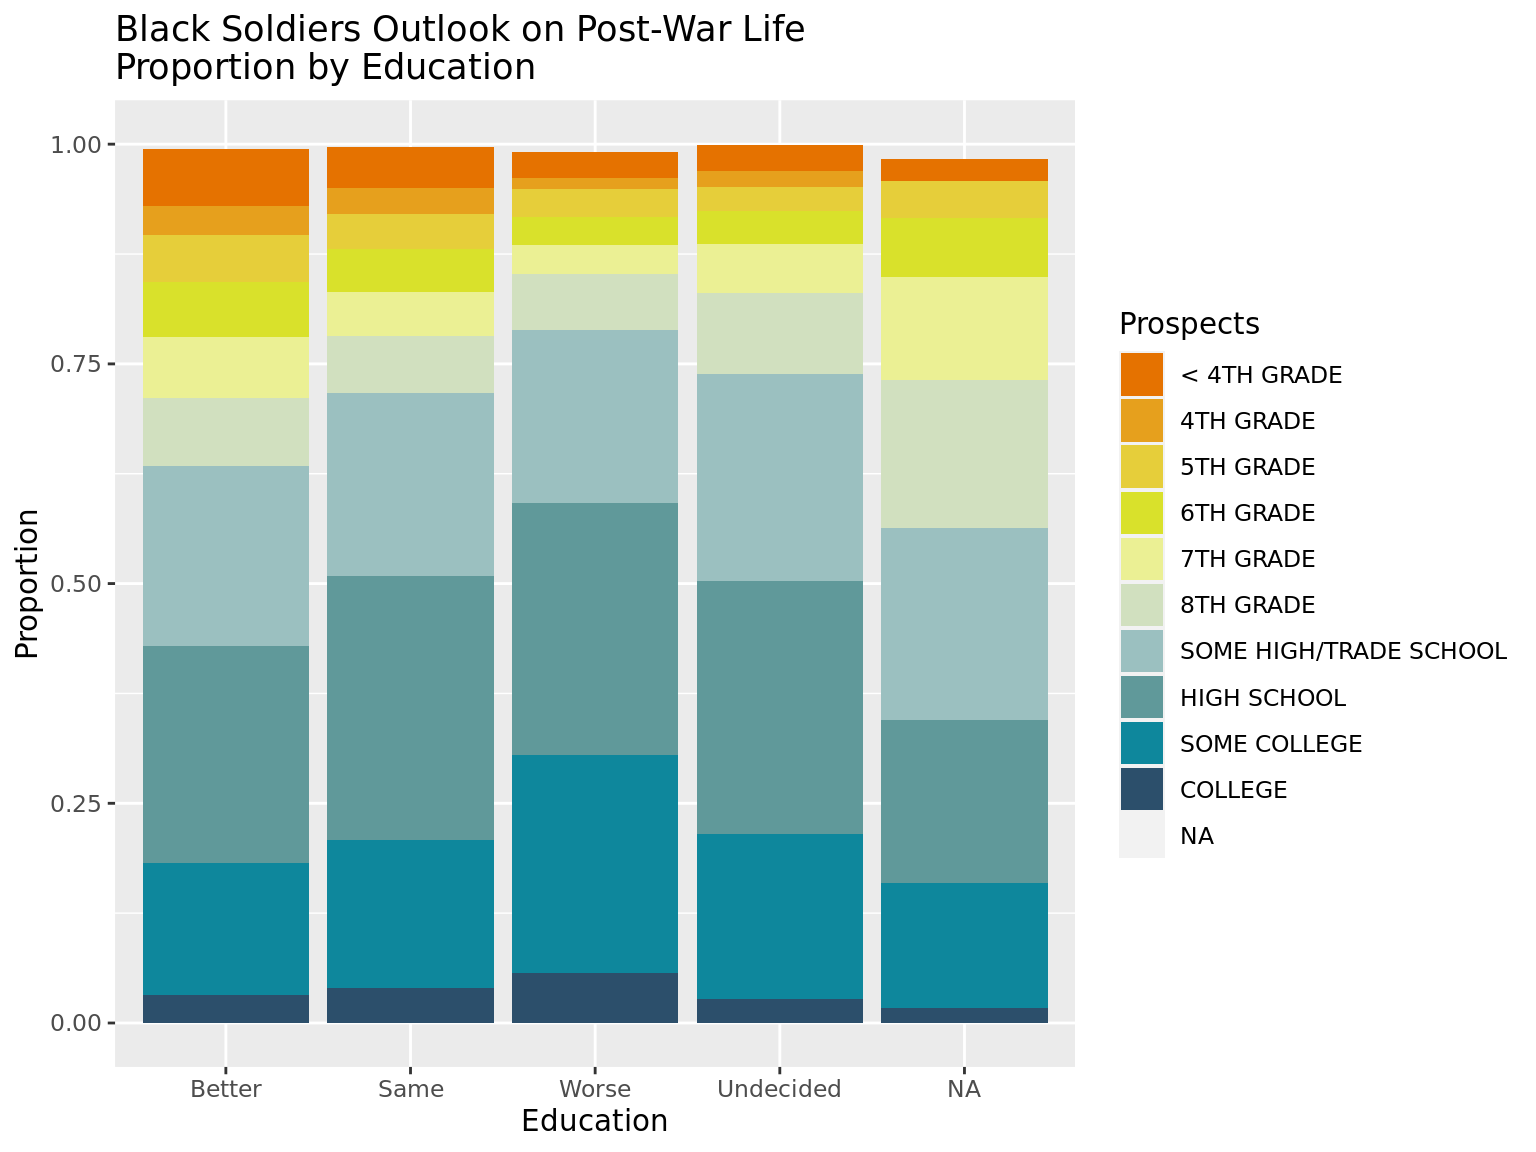 Black Soldiers Outlook on Post-War Life
Proportion by Education
1.00
0.75
0.50
0.25
0.00
Proportion
Better
Same
Worse
Undecided
NA
Education
Prospects
< 4TH GRADE
4TH GRADE
5TH GRADE
6TH GRADE
7TH GRADE
8TH GRADE
SOME HIGH/TRADE SCHOOL
HIGH SCHOOL
SOME COLLEGE
COLLEGE
NA